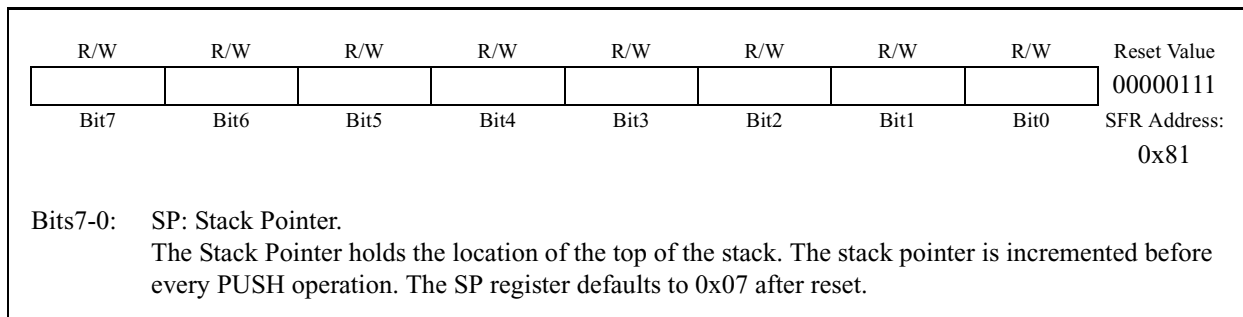 R/W R/W R/W R/W R/W R/W R/W R/W Reset Value
00000111
Bit7 Bit6 Bit5 Bit4 Bit3 Bit2 Bit1 Bit0 SFR Address:
0x81
Bits7-0: SP: Stack Pointer.
The Stack Pointer holds the location of the top of the stack. The stack pointer is incremented before
every PUSH operation. The SP register defaults to 0x07 after reset.